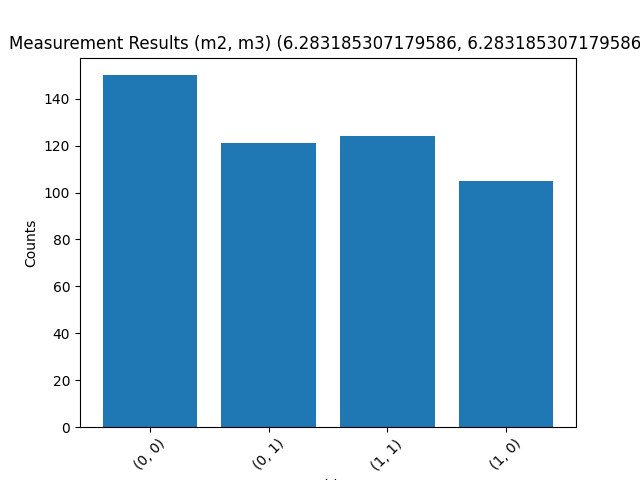 Measurement Results (m2, m3) (6.283185307179586, 6.283185307179586
140
120
100
80
60
40
20
0
Counts
(0, 0) (0, 1) (1, 1) (1, 0)